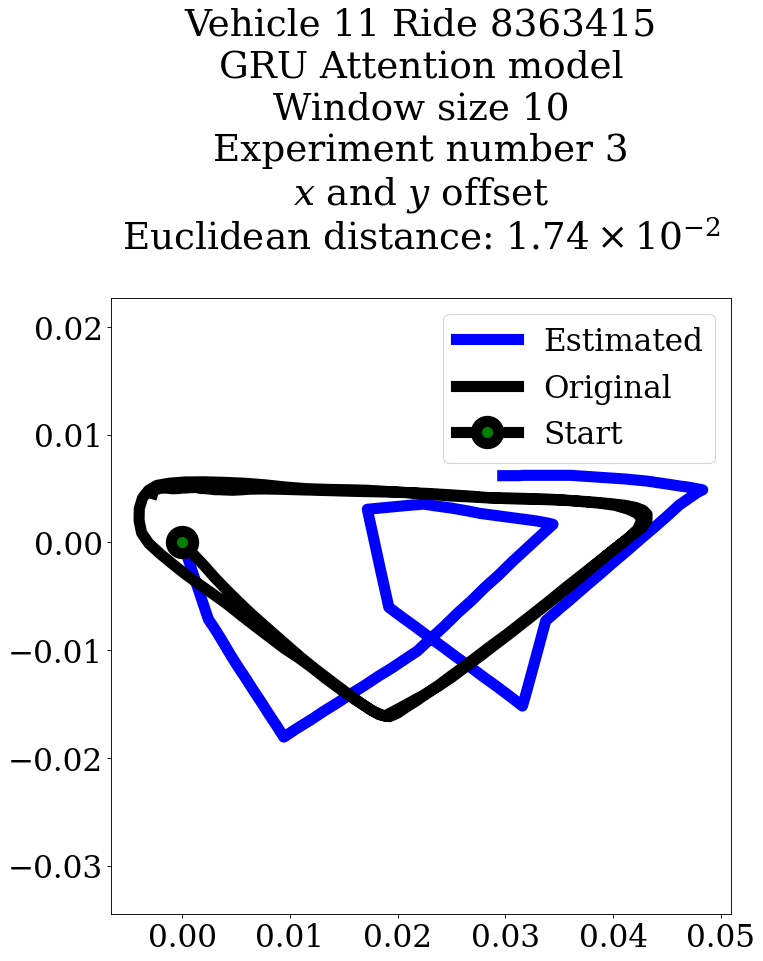 Vehicle 11 Ride 8363415
GRU Attention model
Window size 10
Experiment number 3
x and y offset
Euclidean distance: 1.74 × 10⁻²
Estimated
Original
Start
0.02
0.01
0.00
−0.01
−0.02
−0.03
0.00 0.01 0.02 0.03 0.04 0.05